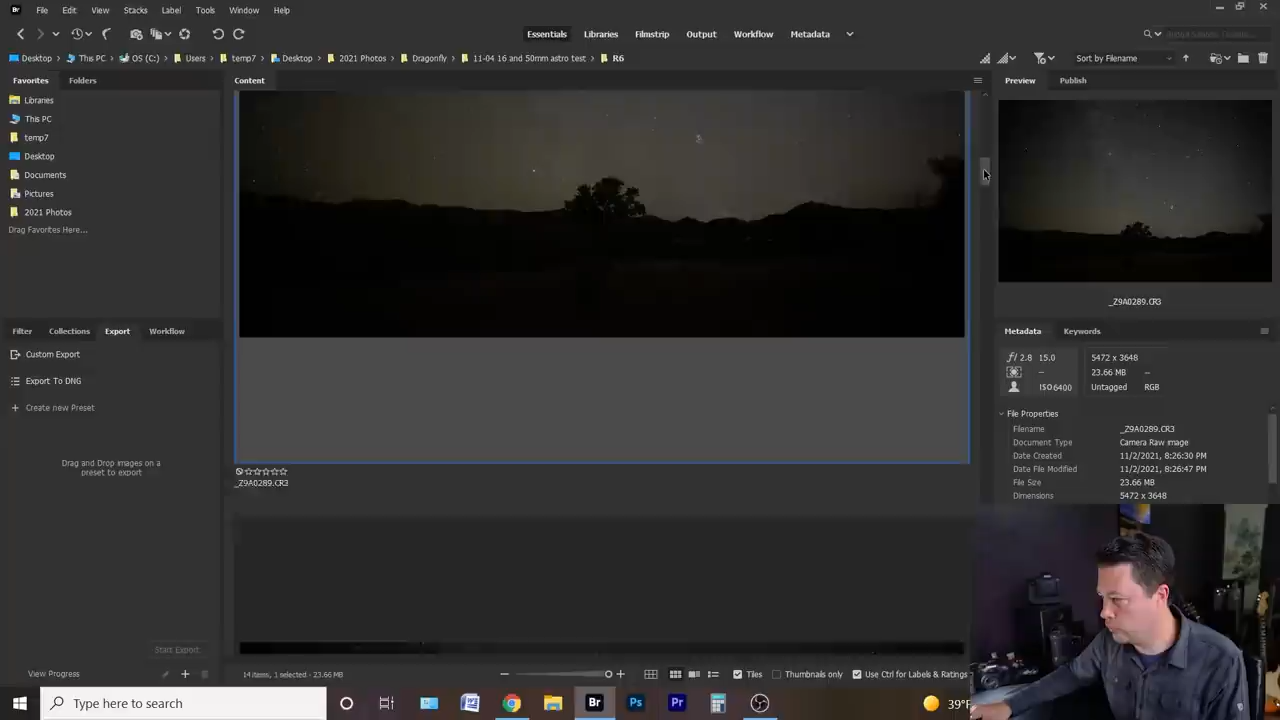 Br File Edit View Stacks Label Tools Window Help
Essentials Libraries Filmstrip Output Workflow Metadata
Desktop > This PC > OS (C:) > Users > temp7 > Desktop > 2021 Photos > Dragonfly > 11-04 16 and 50mm astro test > R6
Sort by Filename
Favorites Folders
Content
Preview Publish
Libraries
This PC
temp7
Desktop
Documents
Pictures
2021 Photos
Drag Favorites Here...
_Z9A0289.CR3
Filter Collections Export Workflow
Metadata Keywords
Custom Export
Export To DNG
+ Create new Preset
Drag and Drop images on a
preset to export
f/ 2.8 15.0
--
ISO6400
5472 x 3648
23.66 MB --
Untagged RGB
File Properties
Filename _Z9A0289.CR3
Document Type Camera Raw image
Date Created 11/2/2021, 8:26:30 PM
Date File Modified 11/2/2021, 8:26:47 PM
File Size 23.66 MB
Dimensions 5472 x 3648
_Z9A0289.CR3
Start Export
View Progress
14 items, 1 selected - 23.66 MB
Tiles Thumbnails only Use Ctrl for Labels & Ratings
Type here to search
W Br Ps Pr
39°F